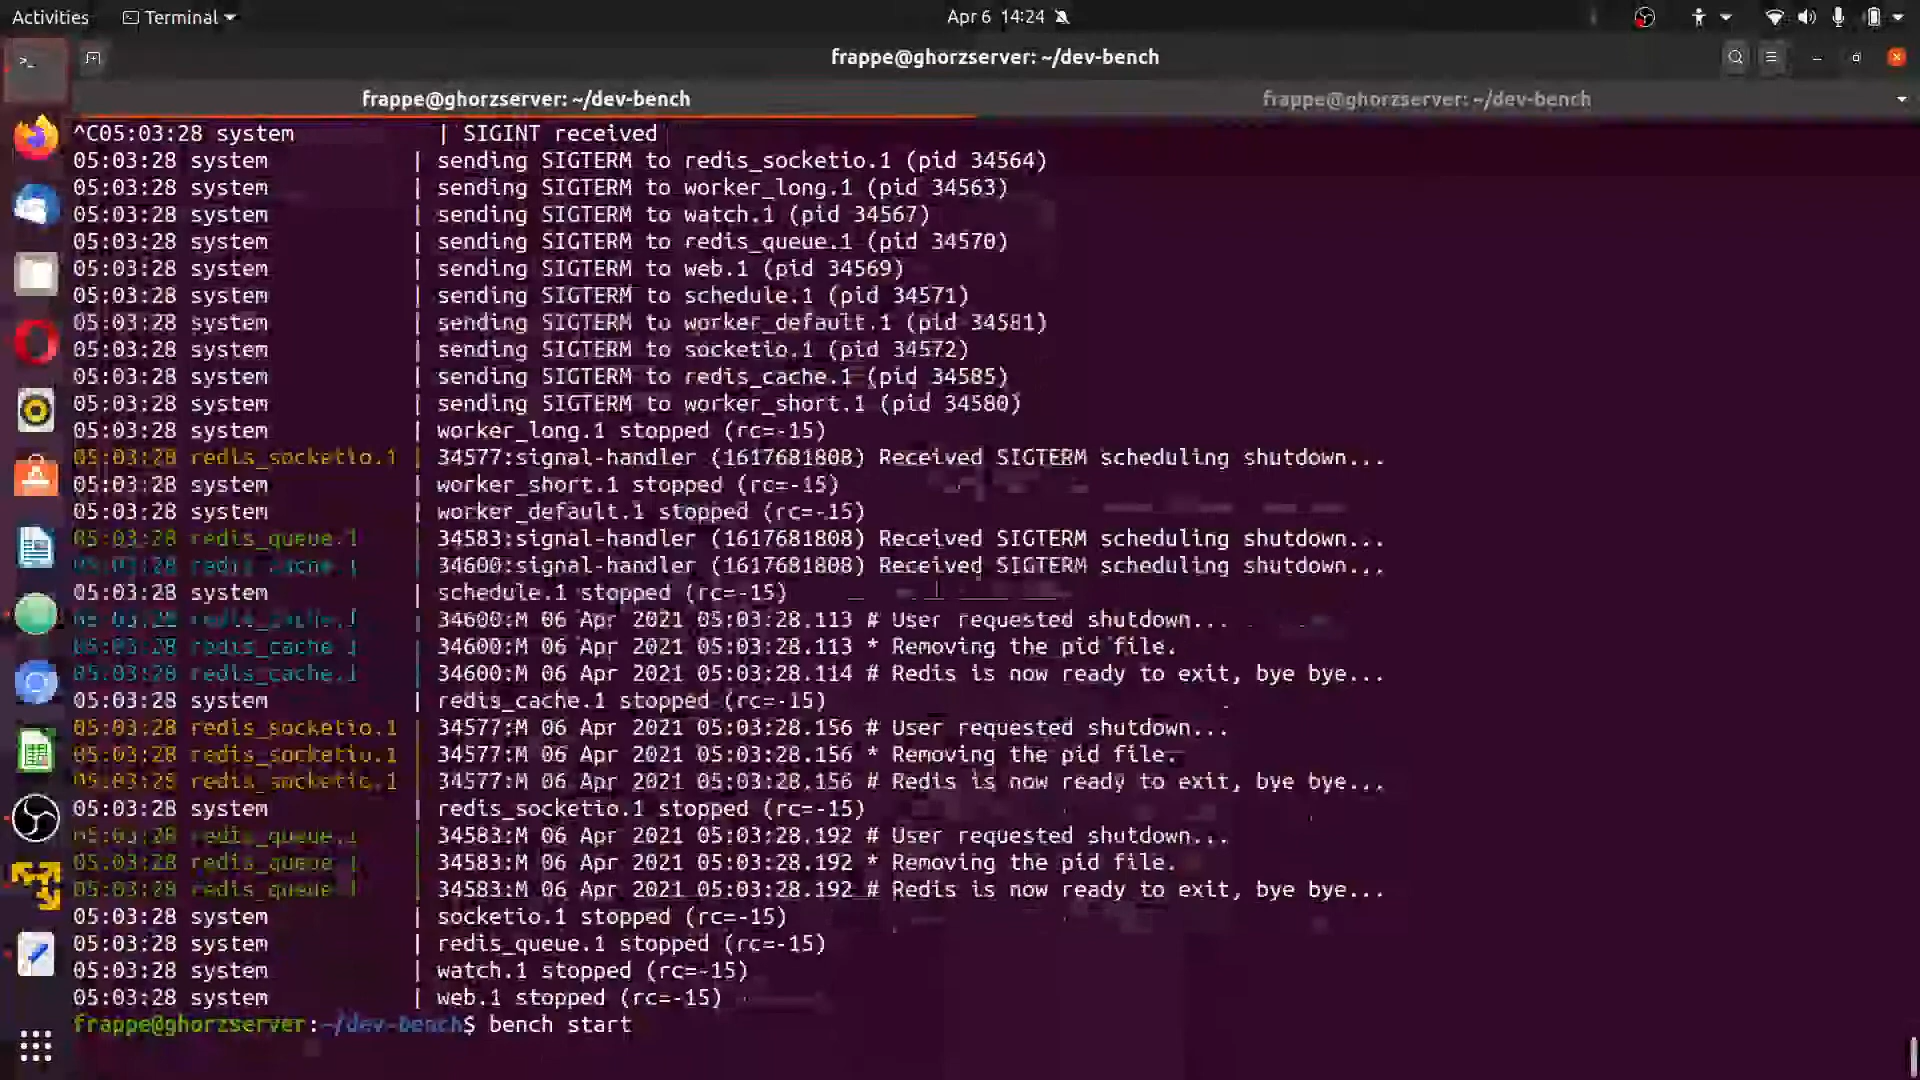 Activities Terminal Apr 6 14:24
frappe@ghorzserver: ~/dev-bench
frappe@ghorzserver: ~/dev-bench frappe@ghorzserver: ~/dev-bench
^C05:03:28 system | SIGINT received
05:03:28 system | sending SIGTERM to redis_socketio.1 (pid 34564)
05:03:28 system | sending SIGTERM to worker_long.1 (pid 34563)
05:03:28 system | sending SIGTERM to watch.1 (pid 34567)
05:03:28 system | sending SIGTERM to redis_queue.1 (pid 34570)
05:03:28 system | sending SIGTERM to web.1 (pid 34569)
05:03:28 system | sending SIGTERM to schedule.1 (pid 34571)
05:03:28 system | sending SIGTERM to worker_default.1 (pid 34581)
05:03:28 system | sending SIGTERM to socketio.1 (pid 34572)
05:03:28 system | sending SIGTERM to redis_cache.1 (pid 34585)
05:03:28 system | sending SIGTERM to worker_short.1 (pid 34580)
05:03:28 system | worker_long.1 stopped (rc=-15)
05:03:28 redis_socketio.1 | 34577:signal-handler (1617681808) Received SIGTERM scheduling shutdown...
05:03:28 system | worker_short.1 stopped (rc=-15)
05:03:28 system | worker_default.1 stopped (rc=-15)
05:03:28 redis_queue.1 | 34583:signal-handler (1617681808) Received SIGTERM scheduling shutdown...
05:03:28 redis_cache.1 | 34600:signal-handler (1617681808) Received SIGTERM scheduling shutdown...
05:03:28 system | schedule.1 stopped (rc=-15)
05:03:28 redis_cache.1 | 34600:M 06 Apr 2021 05:03:28.113 # User requested shutdown...
05:03:28 redis_cache.1 | 34600:M 06 Apr 2021 05:03:28.113 * Removing the pid file.
05:03:28 redis_cache.1 | 34600:M 06 Apr 2021 05:03:28.114 # Redis is now ready to exit, bye bye...
05:03:28 system | redis_cache.1 stopped (rc=-15)
05:03:28 redis_socketio.1 | 34577:M 06 Apr 2021 05:03:28.156 # User requested shutdown...
05:03:28 redis_socketio.1 | 34577:M 06 Apr 2021 05:03:28.156 * Removing the pid file.
05:03:28 redis_socketio.1 | 34577:M 06 Apr 2021 05:03:28.156 # Redis is now ready to exit, bye bye...
05:03:28 system | redis_socketio.1 stopped (rc=-15)
05:03:28 redis_queue.1 | 34583:M 06 Apr 2021 05:03:28.192 # User requested shutdown...
05:03:28 redis_queue.1 | 34583:M 06 Apr 2021 05:03:28.192 * Removing the pid file.
05:03:28 redis_queue.1 | 34583:M 06 Apr 2021 05:03:28.192 # Redis is now ready to exit, bye bye...
05:03:28 system | socketio.1 stopped (rc=-15)
05:03:28 system | redis_queue.1 stopped (rc=-15)
05:03:28 system | watch.1 stopped (rc=-15)
05:03:28 system | web.1 stopped (rc=-15)
frappe@ghorzserver:~/dev-bench$ bench start